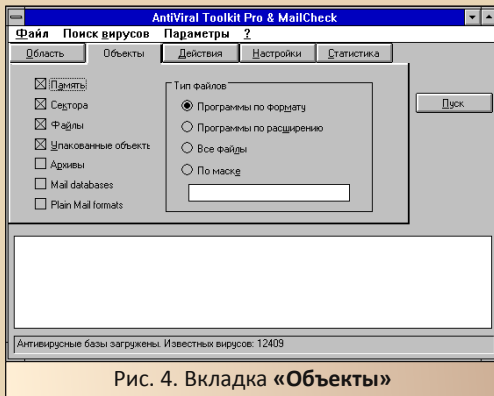 AntiViral Toolkit Pro & MailCheck
Файл Поиск вирусов Параметры ?
Область Объекты Действия Настройки Статистика
Память
Сектора
Файлы
Упакованные объекть
Архивы
Mail databases
Plain Mail formats
Тип файлов
Программы по формату
Программы по расширению
Все файлы
По маске
Пуск
Антивирусные базы загружены. Известных вирусов: 12409
Рис. 4. Вкладка «Объекты»